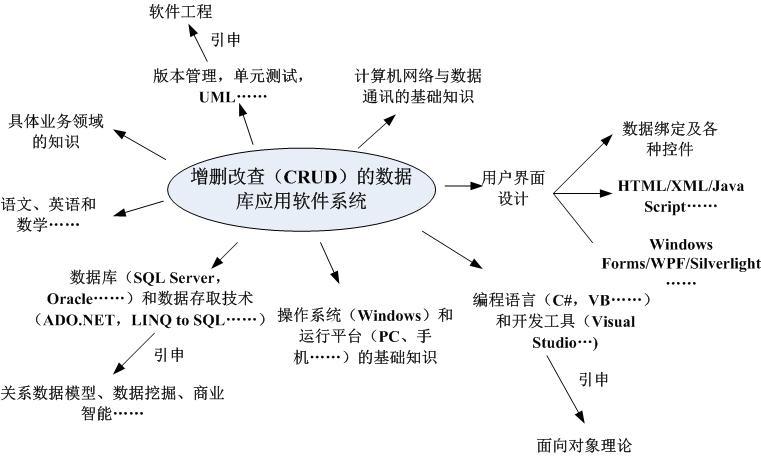 软件工程
引申
版本管理，单元测试，
UML……
计算机网络与数据
通讯的基础知识
具体业务领域
的知识
数据绑定及各
种控件
增删改查（CRUD）的数据
库应用软件系统
用户界面
设计
HTML/XML/Java
Script……
语文、英语和
数学……
Windows
Forms/WPF/Silverlight
……
数据库（SQL Server，
Oracle……）和数据存取技术
（ADO.NET，LINQ to SQL……）
操作系统（Windows）和
运行平台（PC、手
机……）的基础知识
编程语言（C#，VB……）
和开发工具（Visual
Studio…)
引申
关系数据模型、数据挖掘、商业
智能……
引申
面向对象理论